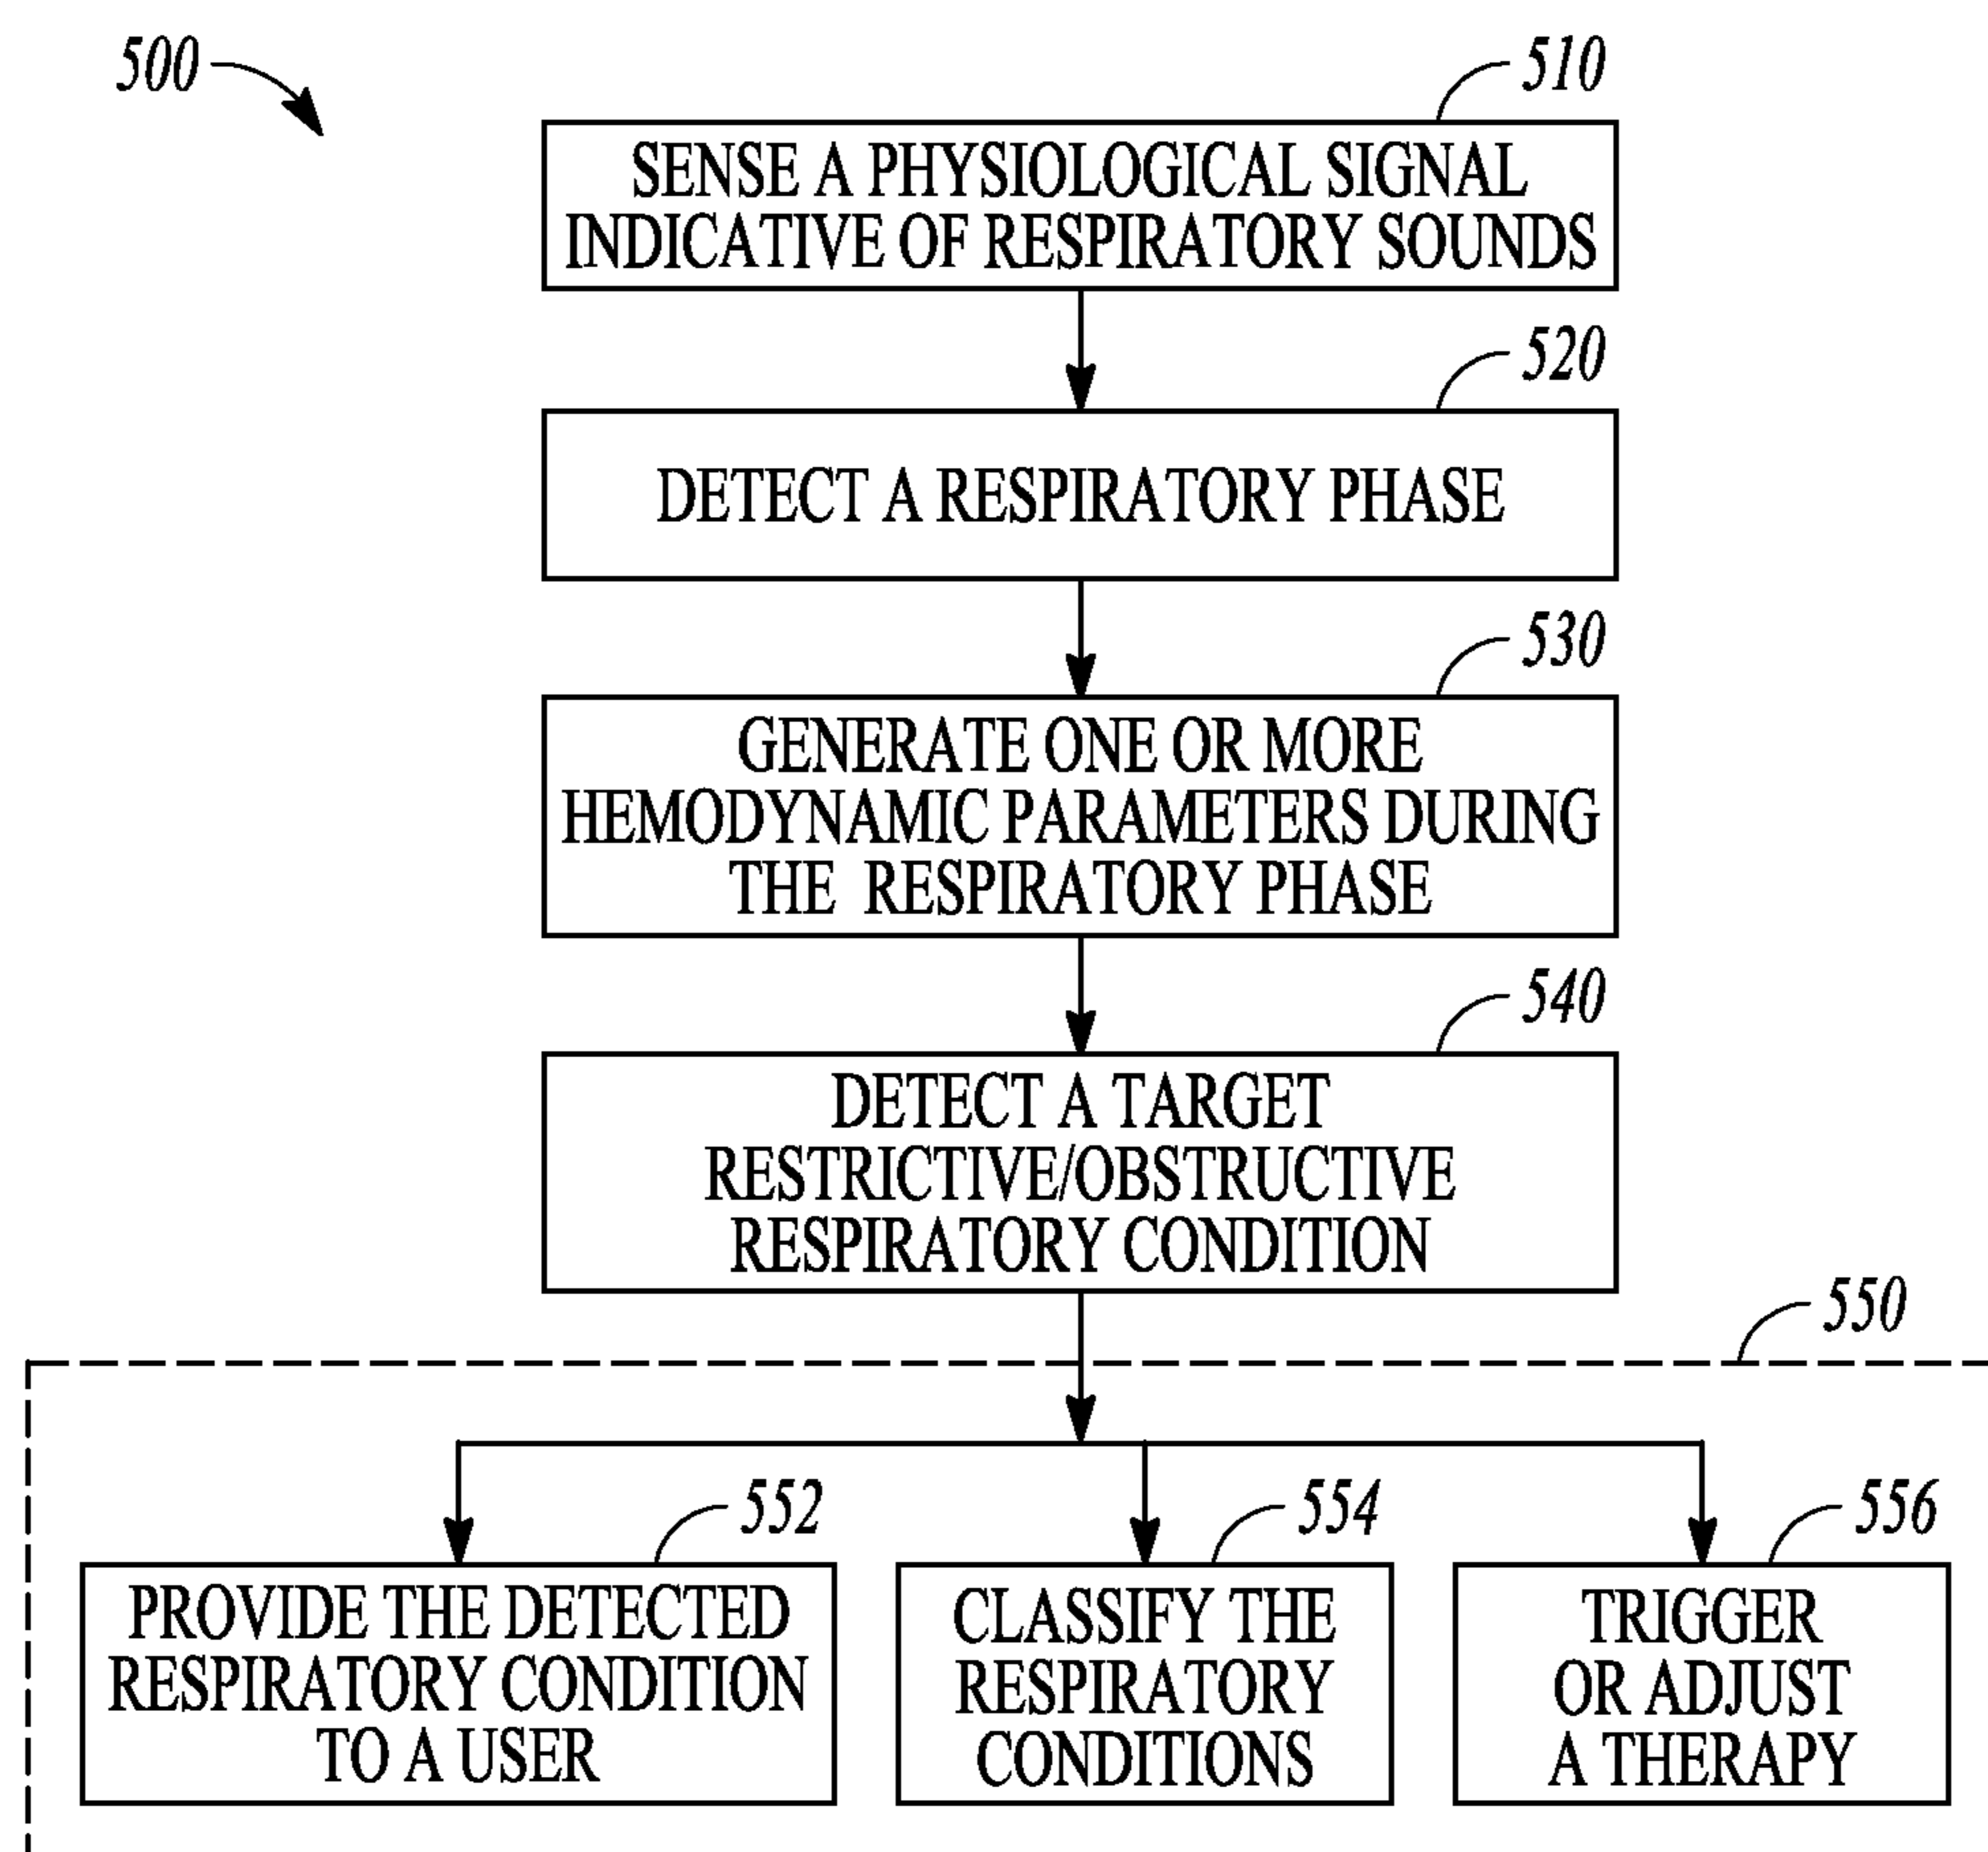 500
510
SENSE A PHYSIOLOGICAL SIGNAL
INDICATIVE OF RESPIRATORY SOUNDS
520
DETECT A RESPIRATORY PHASE
530
GENERATE ONE OR MORE
HEMODYNAMIC PARAMETERS DURING
THE RESPIRATORY PHASE
540
DETECT A TARGET
RESTRICTIVE/OBSTRUCTIVE
RESPIRATORY CONDITION
550
552
PROVIDE THE DETECTED
RESPIRATORY CONDITION
TO A USER
554
CLASSIFY THE
RESPIRATORY
CONDITIONS
556
TRIGGER
OR ADJUST
A THERAPY